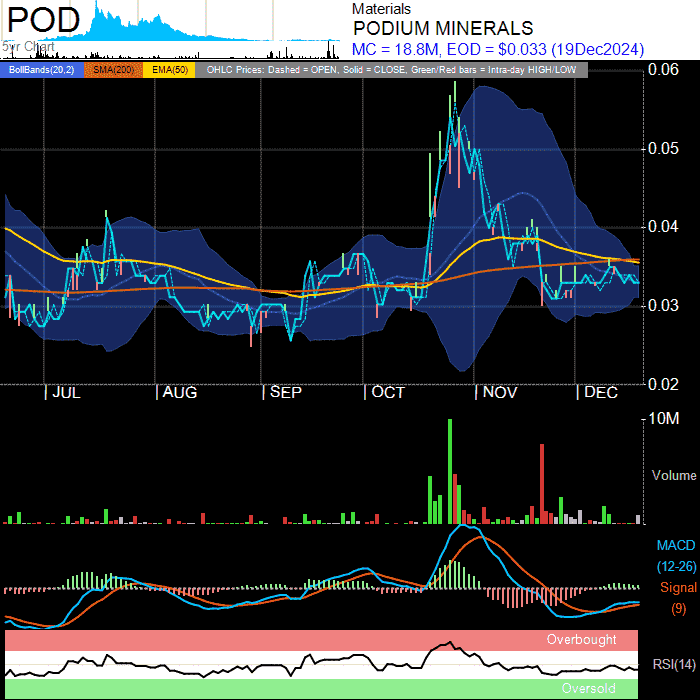 POD
5yr Chart
Materials
PODIUM MINERALS
MC = 18.8M, EOD = $0.033 (19Dec2024)
BollBands(20,2) SMA(200) EMA(50) OHLC Prices: Dashed = OPEN, Solid = CLOSE, Green/Red bars = Intra-day HIGH/LOW
0.06
0.05
0.04
0.03
0.02
| JUL | AUG | SEP | OCT | NOV | DEC
10M
Volume
MACD
(12-26)
Signal
(9)
Overbought
RSI(14)
Oversold